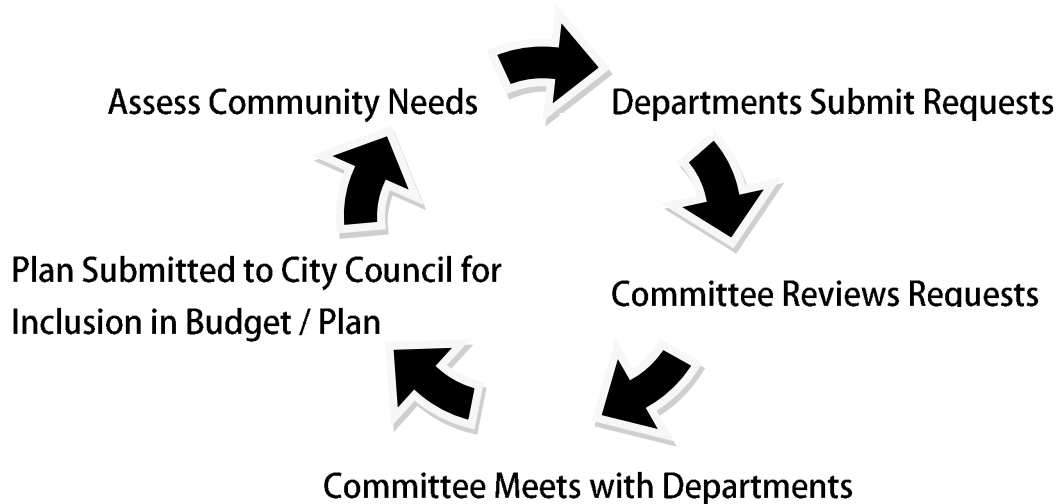 Assess Community Needs
Departments Submit Requests
Committee Reviews Requests
Committee Meets with Departments
Plan Submitted to City Council for
Inclusion in Budget / Plan